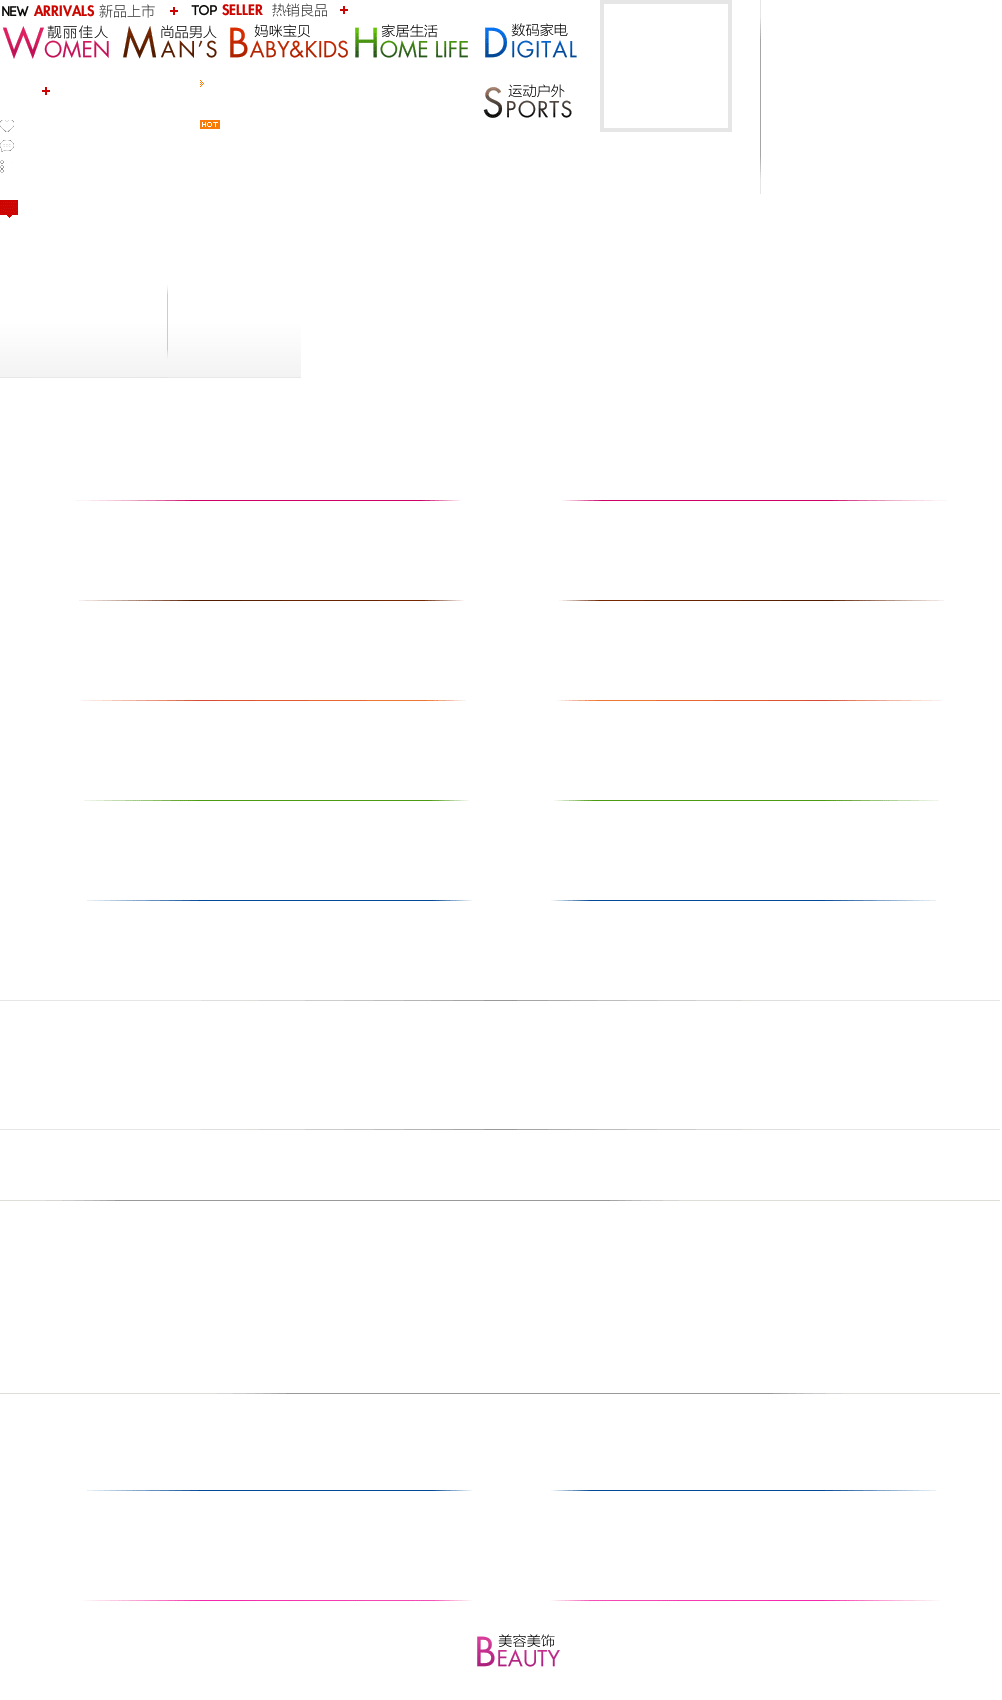 NEW ARRIVALS 新品上市
TOP SELLER 热销良品
靓丽佳人
WOMEN
尚品男人
MAN'S
妈咪宝贝
BABY&KIDS
家居生活
HOME LIFE
数码家电
DIGITAL
运动户外
SPORTS
HOT
美容美饰
BEAUTY